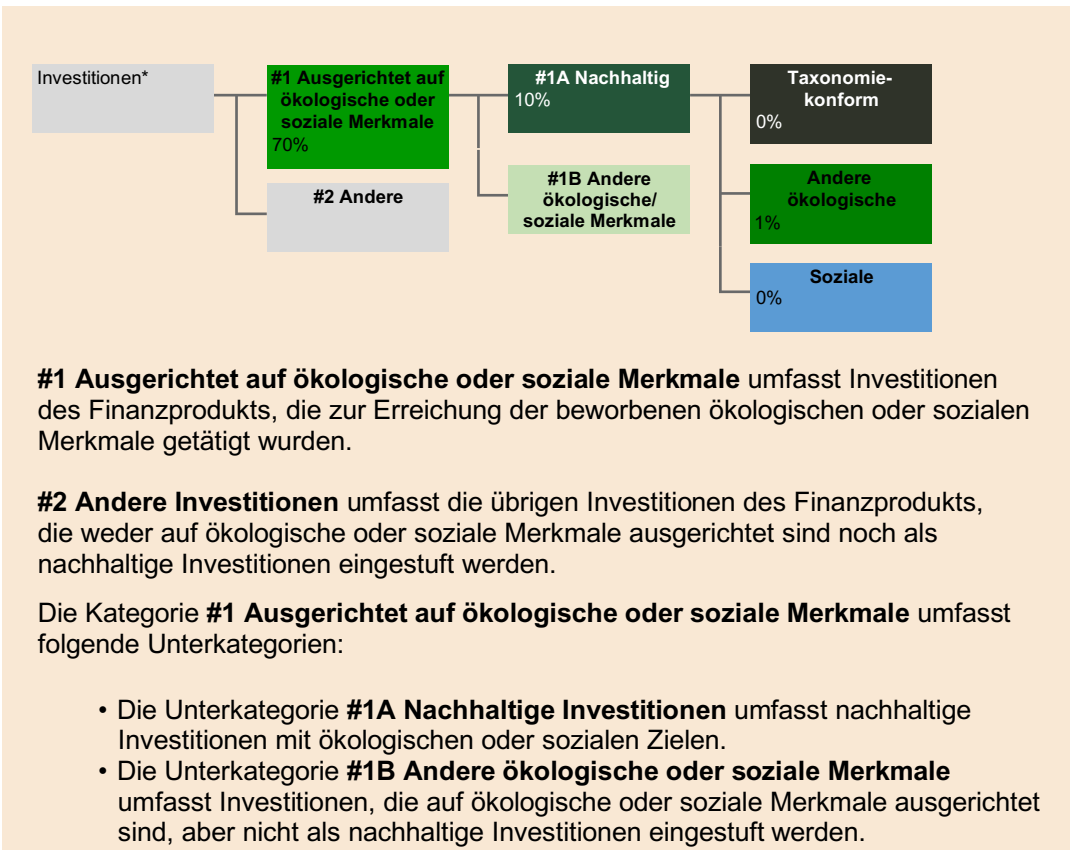 Investitionen*
#1 Ausgerichtet auf
ökologische oder
soziale Merkmale
70%
#2 Andere
#1A Nachhaltig
10%
#1B Andere
ökologische/
soziale Merkmale
Taxonomie-
konform
0%
Andere
ökologische
1%
Soziale
0%
#1 Ausgerichtet auf ökologische oder soziale Merkmale umfasst Investitionen
des Finanzprodukts, die zur Erreichung der beworbenen ökologischen oder sozialen
Merkmale getätigt wurden.
#2 Andere Investitionen umfasst die übrigen Investitionen des Finanzprodukts,
die weder auf ökologische oder soziale Merkmale ausgerichtet sind noch als
nachhaltige Investitionen eingestuft werden.
Die Kategorie #1 Ausgerichtet auf ökologische oder soziale Merkmale umfasst
folgende Unterkategorien:
• Die Unterkategorie #1A Nachhaltige Investitionen umfasst nachhaltige
Investitionen mit ökologischen oder sozialen Zielen.
• Die Unterkategorie #1B Andere ökologische oder soziale Merkmale
umfasst Investitionen, die auf ökologische oder soziale Merkmale ausgerichtet
sind, aber nicht als nachhaltige Investitionen eingestuft werden.